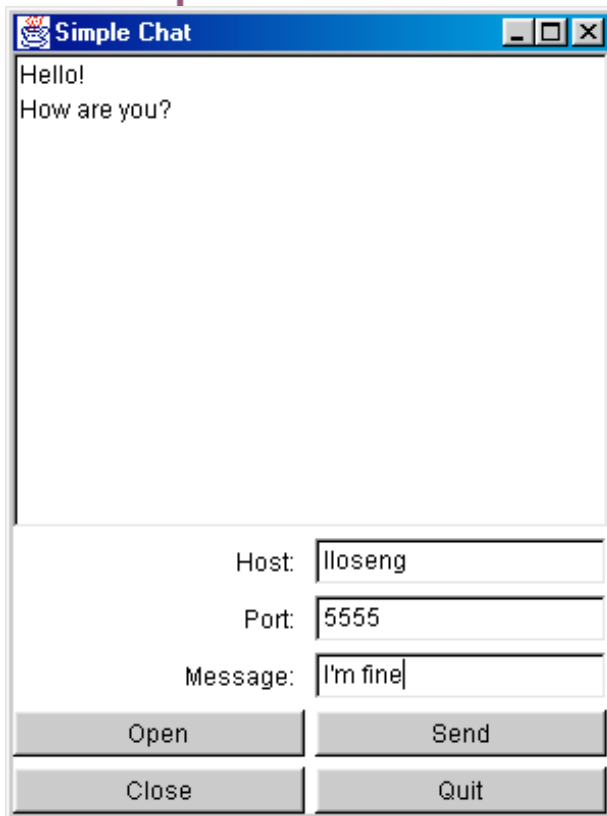 Simple Chat
Hello!
How are you?
Host: lloseng
Port: 5555
Message: I'm fine
Open Send
Close Quit